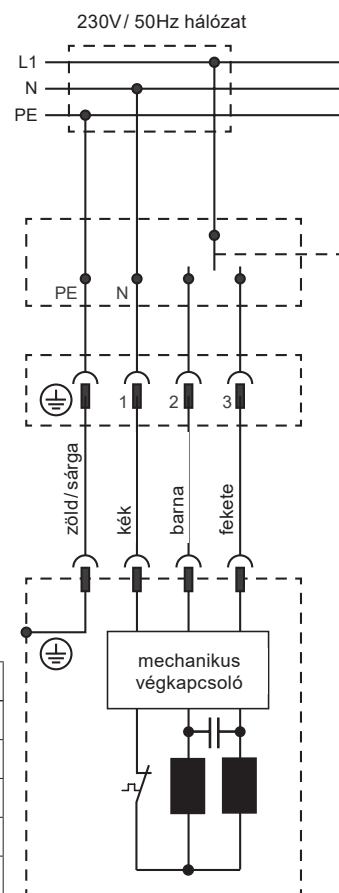 230V/ 50Hz hálózat
L1
N
PE
PE N
1 2 3
zöld/sárga
kék
barna
fekete
mechanikus
végkapcsoló